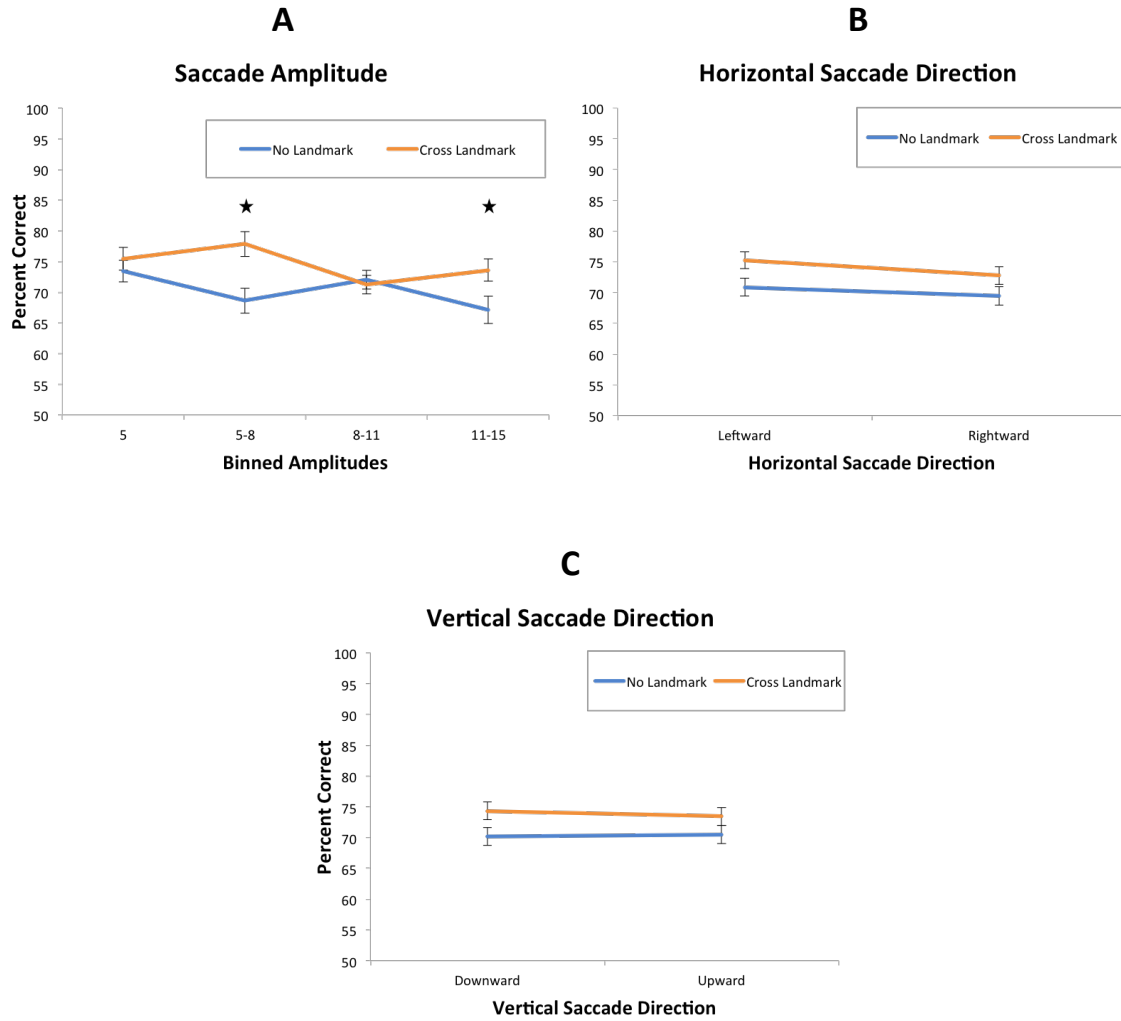 A
Saccade Amplitude
No Landmark
Cross Landmark
100
95
90
85
80
75
70
65
60
55
50
Percent Correct
5
5-8
8-11
11-15
Binned Amplitudes
B
Horizontal Saccade Direction
No Landmark
Cross Landmark
100
95
90
85
80
75
70
65
60
55
50
Leftward
Rightward
Horizontal Saccade Direction
C
Vertical Saccade Direction
No Landmark
Cross Landmark
100
95
90
85
80
75
70
65
60
55
50
Percent Correct
Downward
Upward
Vertical Saccade Direction